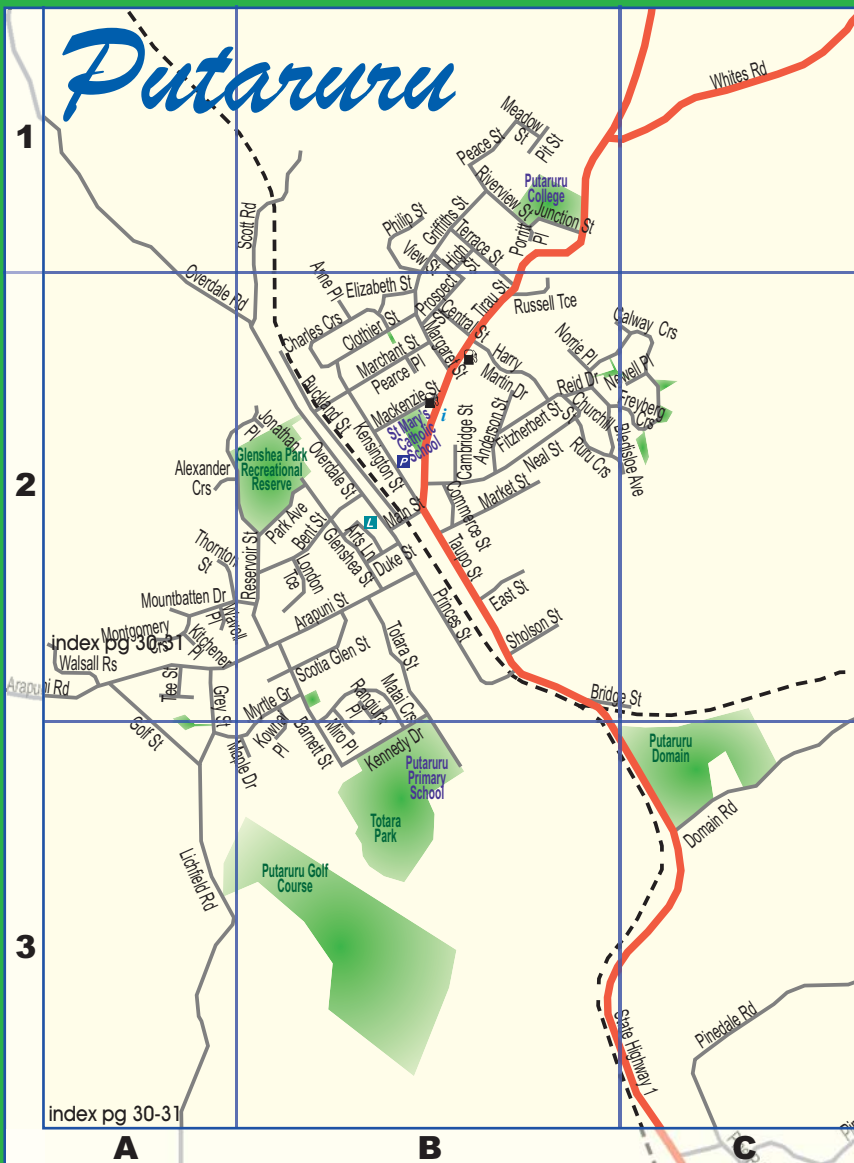 Putaruru
1
Whites Rd
Meadow
St
Pit St
Peace St
Riverview St
Putaruru
College
Junction St
Scott Rd
Philip St
Griffiths St
Terrace St
Porritt
Pl
View St
High St
Overdale Rd
Anne Pl
Elizabeth St
Prospect St
Tirau St
Russell Tce
Charles Crs
Clothier St
Central St
Margaret St
Galway Crs
Marchant St
Harry
Martin Dr
Norrie Pl
Pearce Pl
Reid Dr
Newell Pl
Buckland St
Mackenzie St
i
Churchill St
Freyberg
Crs
Jonathan
Pl
St Mary's
Catholic
School
Cambridge St
Anderson St
Fitzherbert St
Bledisloe Ave
Glenshea Park
Recreational
Reserve
Overdale St
Kensington St
P
Neal St
Ruru Crs
Alexander
Crs
2
Market St
Commerce St
Park Ave
Bent St
L
Main St
Arts Ln
Glenshea St
Duke St
Taupo St
Thornton
St
Reservoir St
London
Tce
East St
Mountbatten Dr
Wavell
Pl
Arapuni St
Princes St
Montgomery
Crs
index pg 30-31
Kitchener
Pl
Totara St
Sholson St
Walsall Rs
Scotia Glen St
Arapuni Rd
Tree St
Grey St
Myrtle Gr
Rangiura
Pl
Matai Crs
Bridge St
Golf St
Maple Dr
Kowhai
Pl
Barnett St
Miro Pl
Kennedy Dr
Putaruru
Domain
Putaruru
Primary
School
Totara
Park
Domain Rd
Lichfield Rd
Putaruru Golf
Course
3
State Highway 1
Pinedale Rd
index pg 30-31
A
B
C